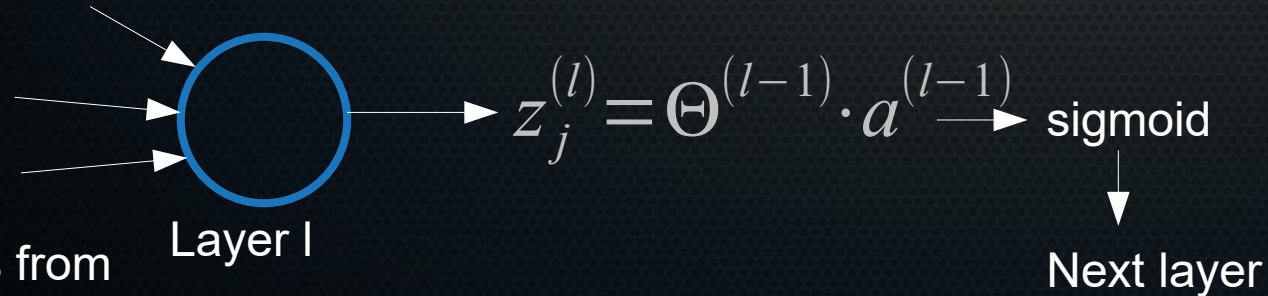 z_j^{(l)} = Θ^{(l−1)} · a^{(l−1)}
sigmoid
Layer l
from
Next layer